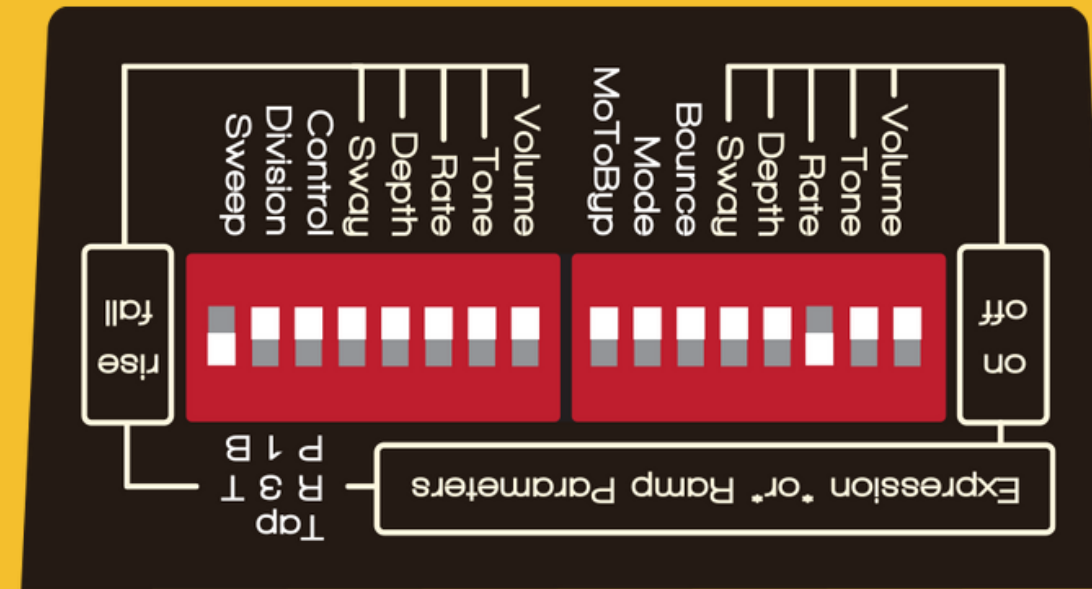 Tap
Expression *or* Ramp Parameters
R 3 T
P 1 B
on
off
rise
fall
Volume
Tone
Rate
Depth
Sway
Bounce
Mode
MoToByp
Volume
Tone
Rate
Depth
Sway
Control
Division
Sweep